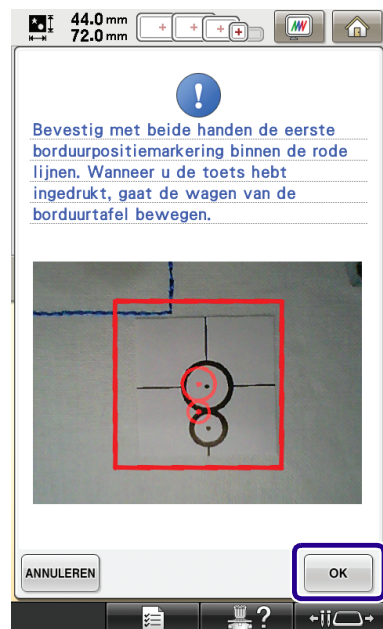 44.0 mm
72.0 mm
Bevestig met beide handen de eerste
borduurpositiemarkering binnen de rode
lijnen. Wanneer u de toets hebt
ingedrukt, gaat de wagen van de
borduurtafel bewegen.
ANNULEREN
OK
?